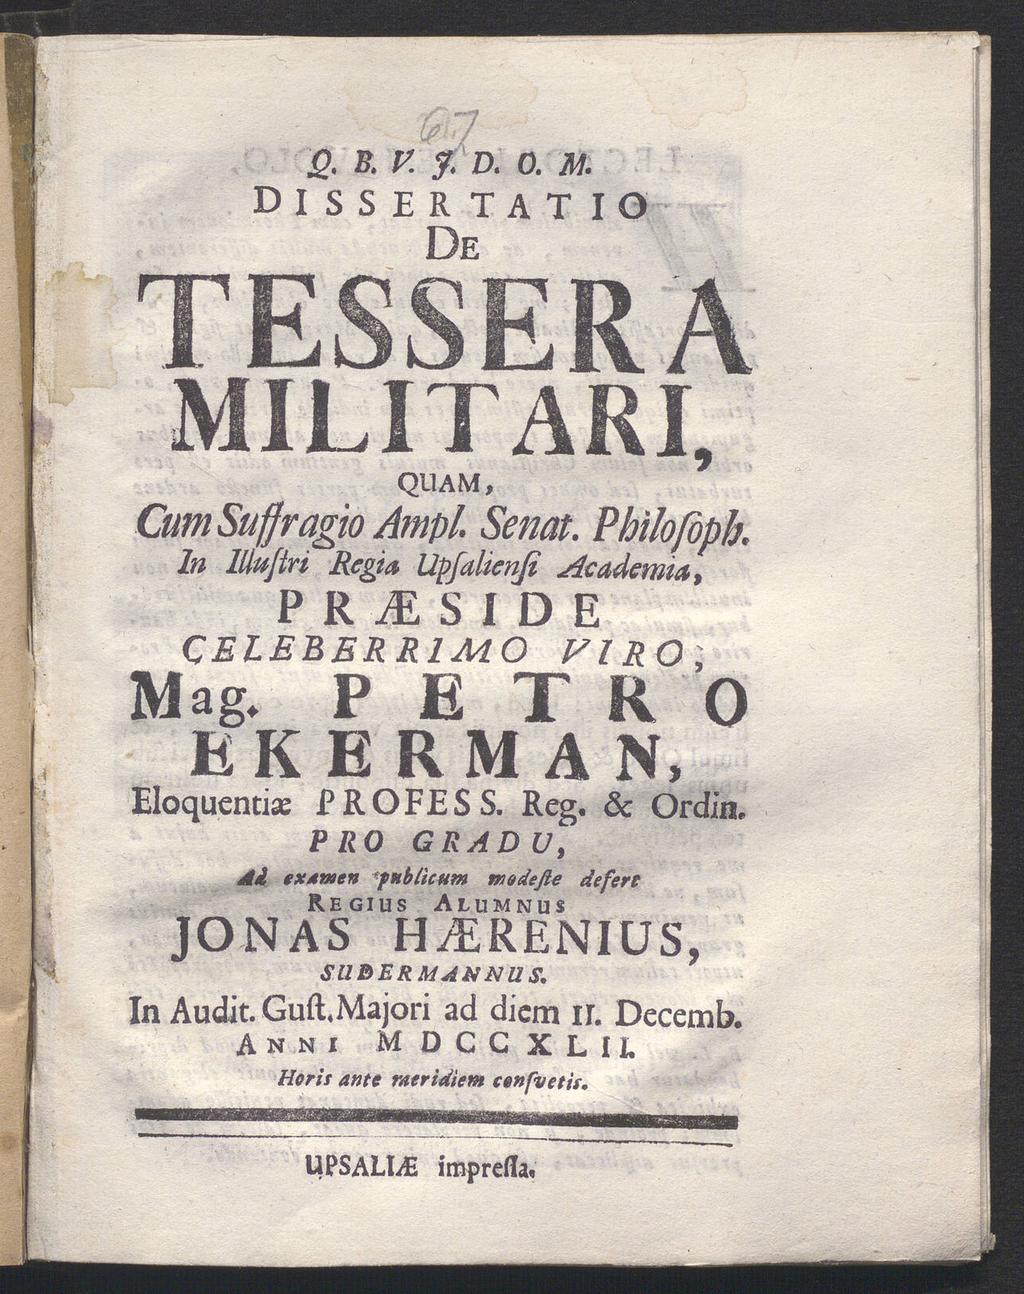 67
Q. B. V. J. D. O. M.
DISSERTATIO
DE
TESSERA
MILITARI,
QUAM,
Cum Suffragio Ampl. Senat. Philoſoph.
In Illuſtri Regia Upſalienſi Academia,
PRÆSIDE
CELEBERRIMO VIRO,
Mag. PETRO
EKERMAN,
Eloquentiæ PROFESS. Reg. & Ordin.
PRO GRADU,
Ad examen publicum modeſte defert
REGIUS ALUMNUS
JONAS HÆRENIUS,
SUDERMANNUS.
In Audit. Guſt. Majori ad diem II. Decemb.
ANNI MDCCXLII.
Horis ante meridiem conſvetis.
UPSALIÆ impreſſa.